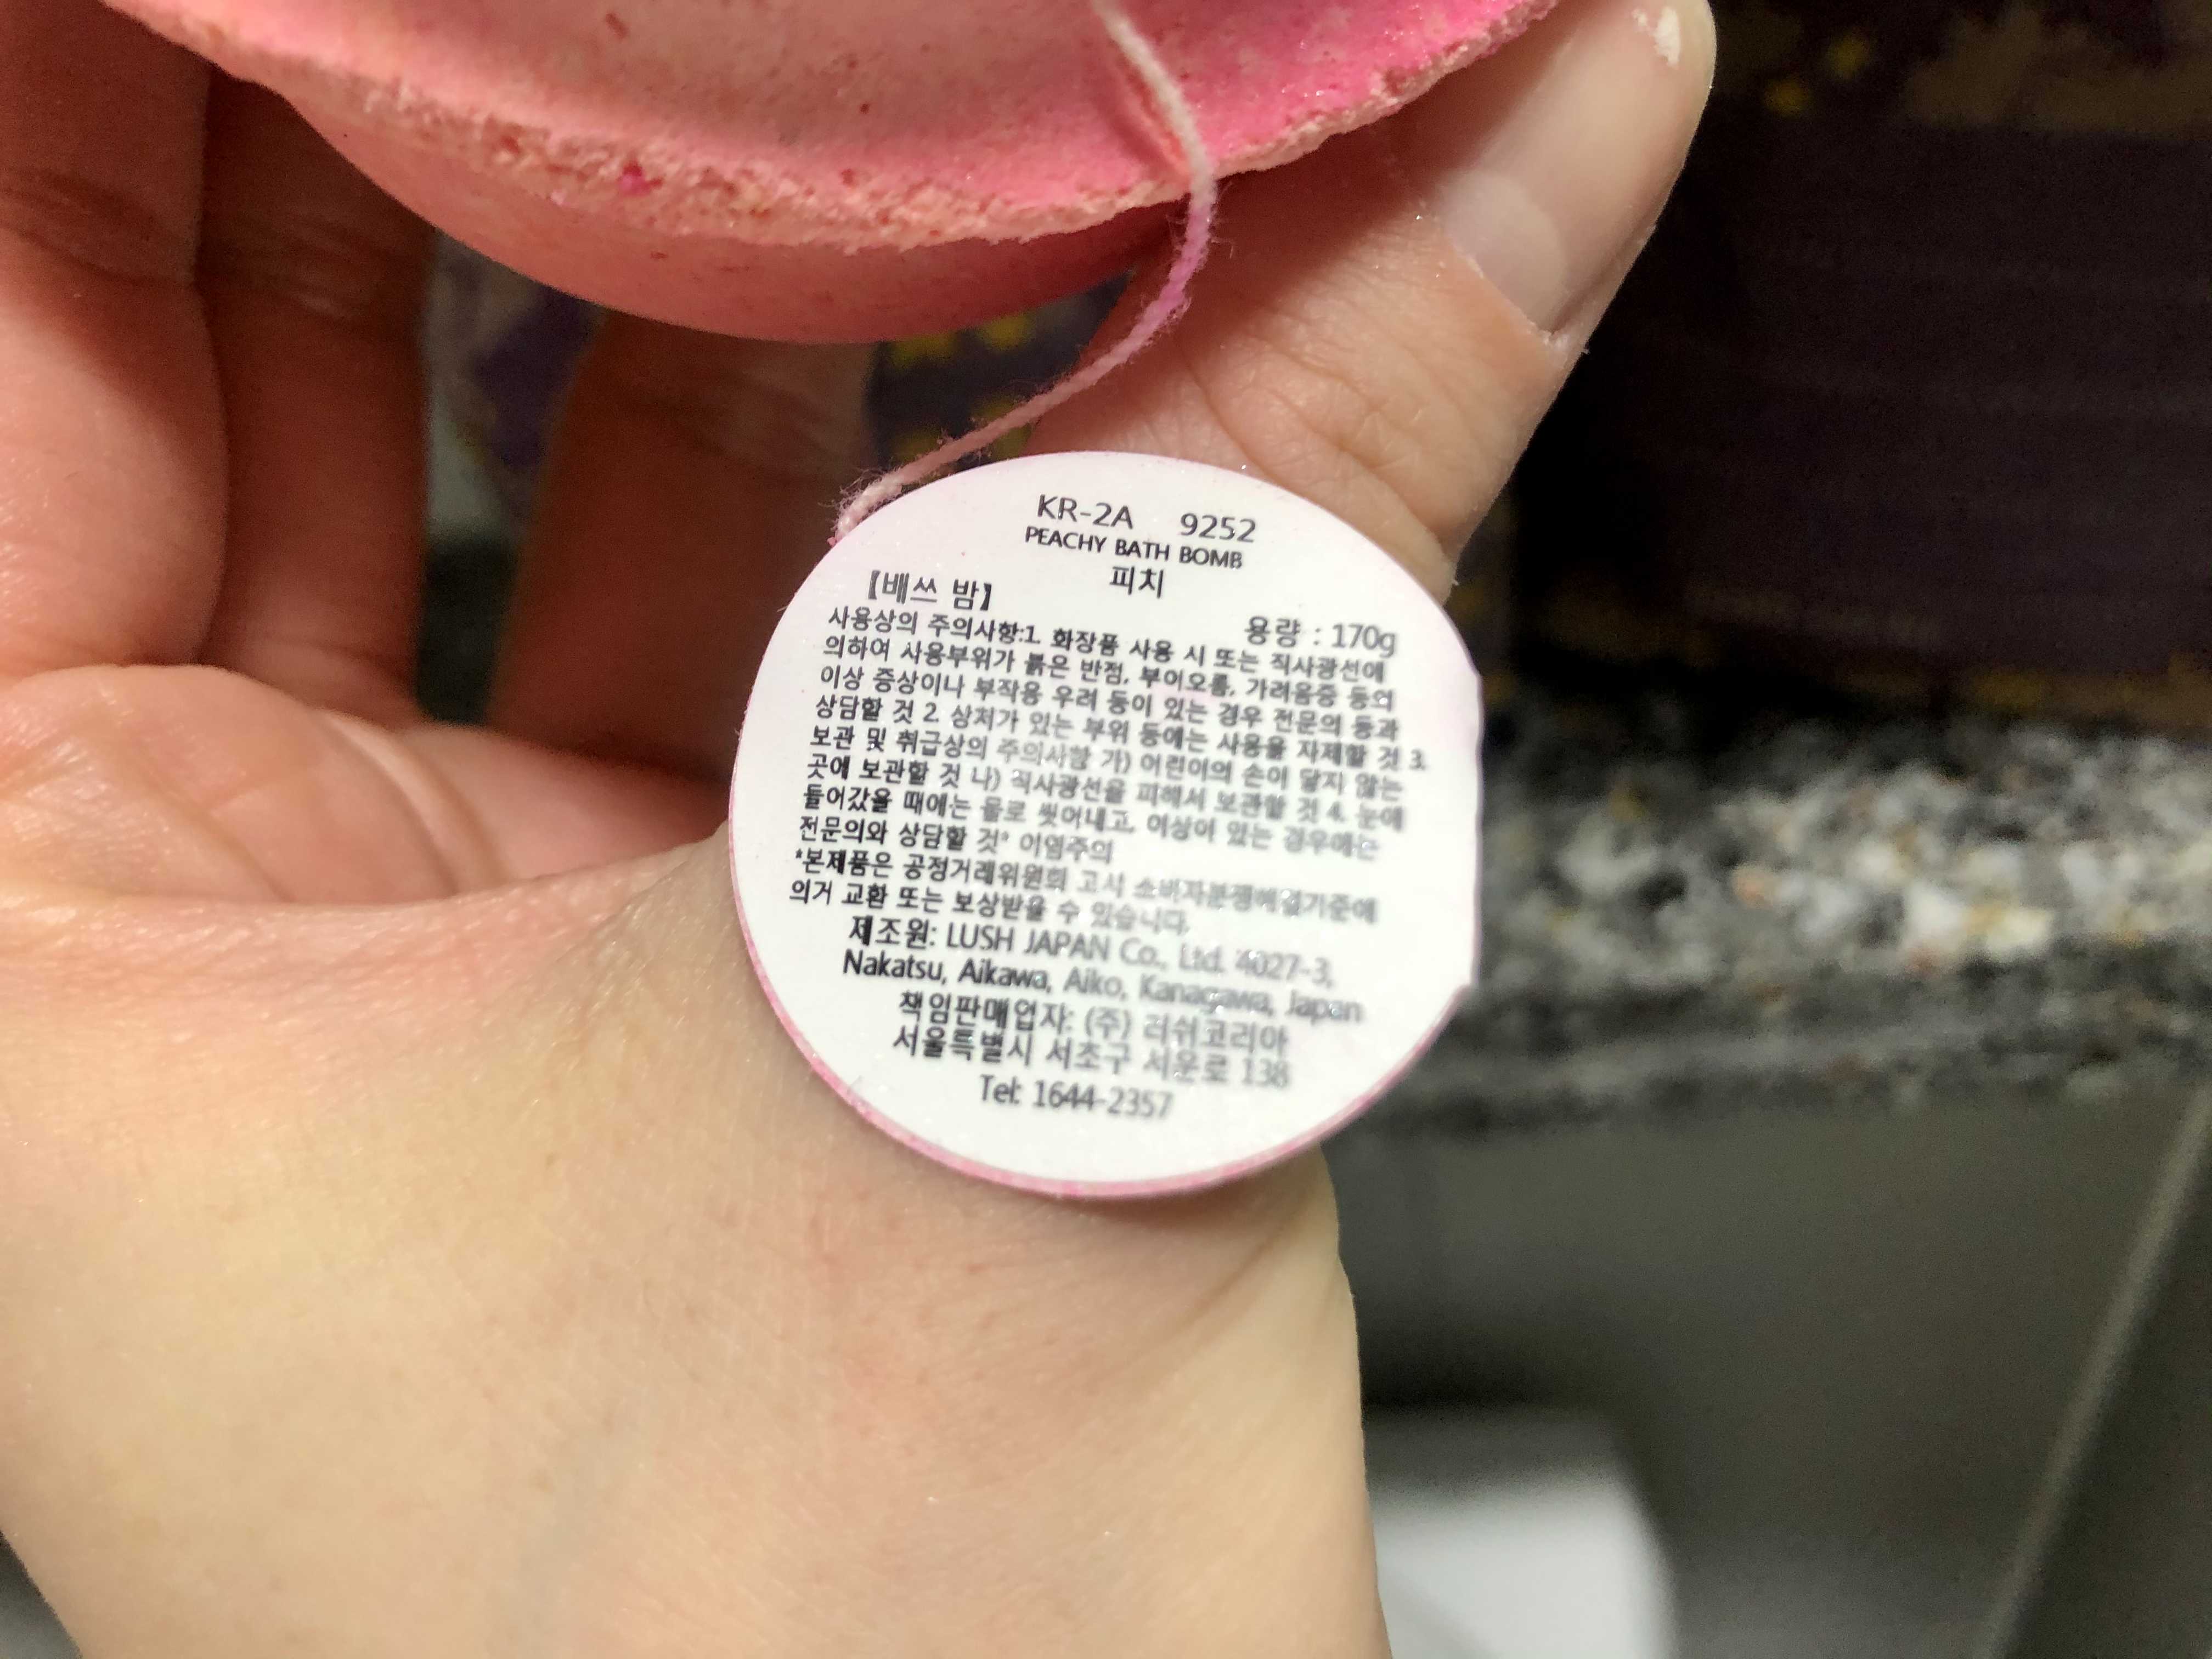 KR-2A 9252
PEACHY BATH BOMB
피치
【배쓰 밤】
용량 : 170g
사용상의 주의사항:1. 화장품 사용 시 또는 직사광선에
의하여 사용부위가 붉은 반점, 부어오름, 가려움증 등의
이상 증상이나 부작용 우려 등이 있는 경우 전문의 등과
상담할 것 2. 상처가 있는 부위 등에는 사용을 자제할 것 3.
보관 및 취급상의 주의사항 가) 어린이의 손이 닿지 않는
곳에 보관할 것 나) 직사광선을 피해서 보관할 것 4. 눈에
들어갔을 때에는 물로 씻어내고, 이상이 있는 경우에는
전문의와 상담할 것* 이염주의
*본제품은 공정거래위원회 고시 소비자분쟁해결기준에
의거 교환 또는 보상받을 수 있습니다.
제조원: LUSH JAPAN Co., Ltd. 4027-3,
Nakatsu, Aikawa, Aiko, Kanagawa, Japan
책임판매업자: (주) 러쉬코리아
서울특별시 서초구 서운로 138
Tel: 1644-2357